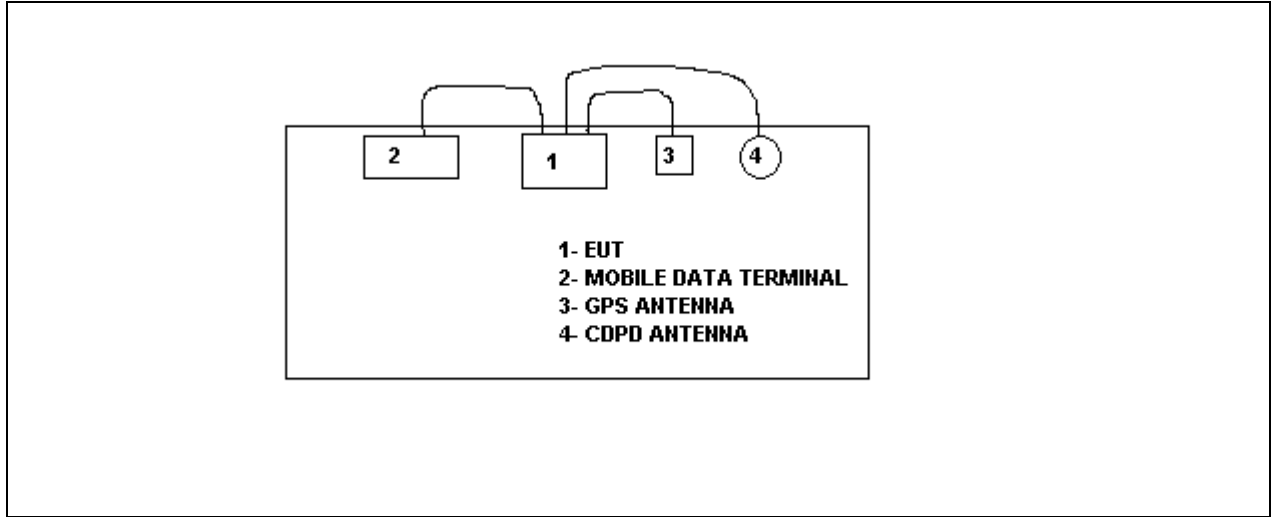 2 1 3 4
1- EUT
2- MOBILE DATA TERMINAL
3- GPS ANTENNA
4- CDPD ANTENNA